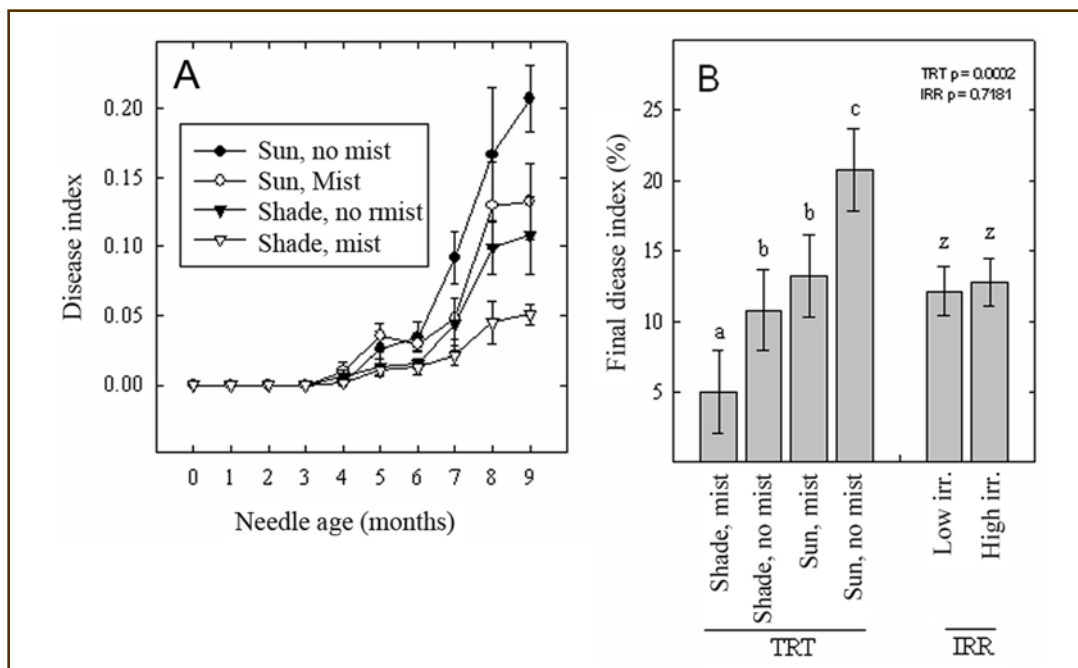 A
Disease index
0.20
0.15
0.10
0.05
0.00
Sun, no mist
Sun, Mist
Shade, no rmist
Shade, mist
0 1 2 3 4 5 6 7 8 9
Needle age (months)
B
TRT p = 0.0002
IRR p = 0.7181
Final diease index (%)
25
20
15
10
5
a
b
b
c
z
z
Shade, mist
Shade, no mist
Sun, mist
Sun, no mist
Low irr.
High irr.
TRT
IRR